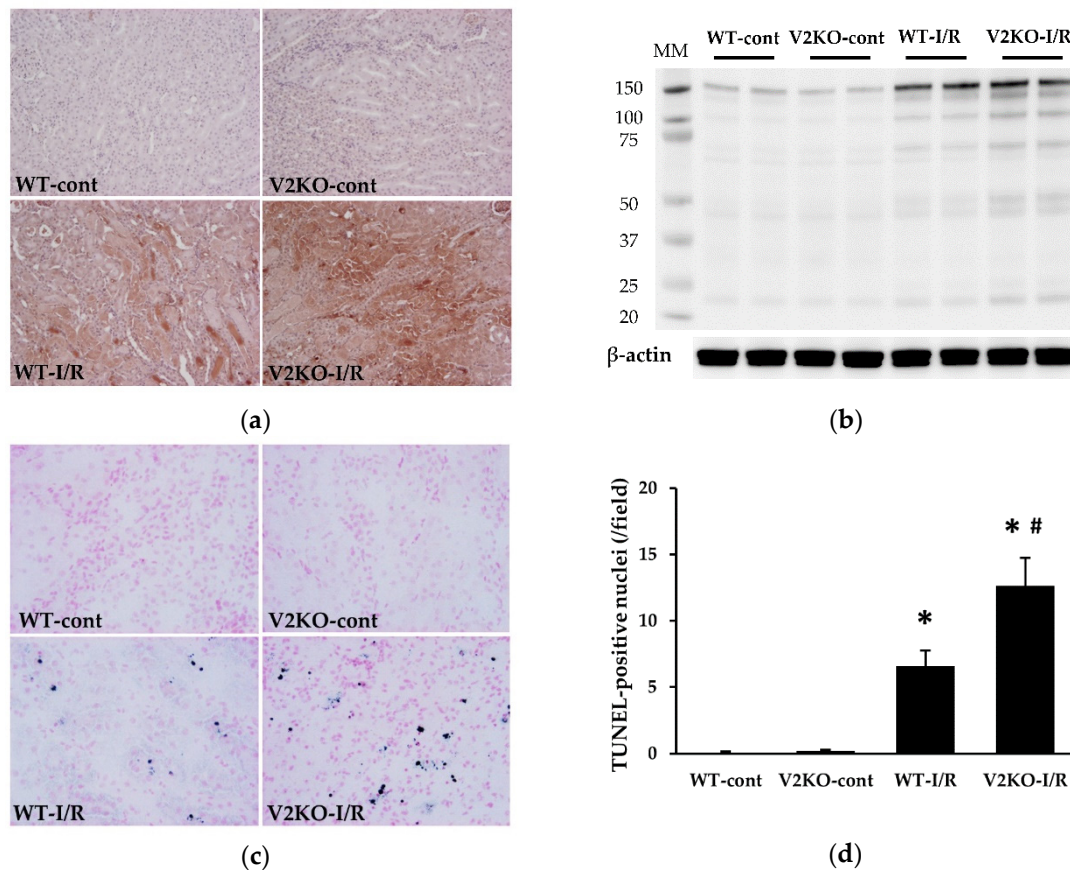 WT-cont
V2KO-cont
WT-I/R
V2KO-I/R
(a)
WT-cont V2KO-cont WT-I/R V2KO-I/R
MM
150
100
75
50
37
25
20
β-actin
(b)
WT-cont
V2KO-cont
WT-I/R
V2KO-I/R
(c)
TUNEL-positive nuclei (/field)
20
15
10
5
0
*
* #
WT-cont V2KO-cont WT-I/R V2KO-I/R
(d)